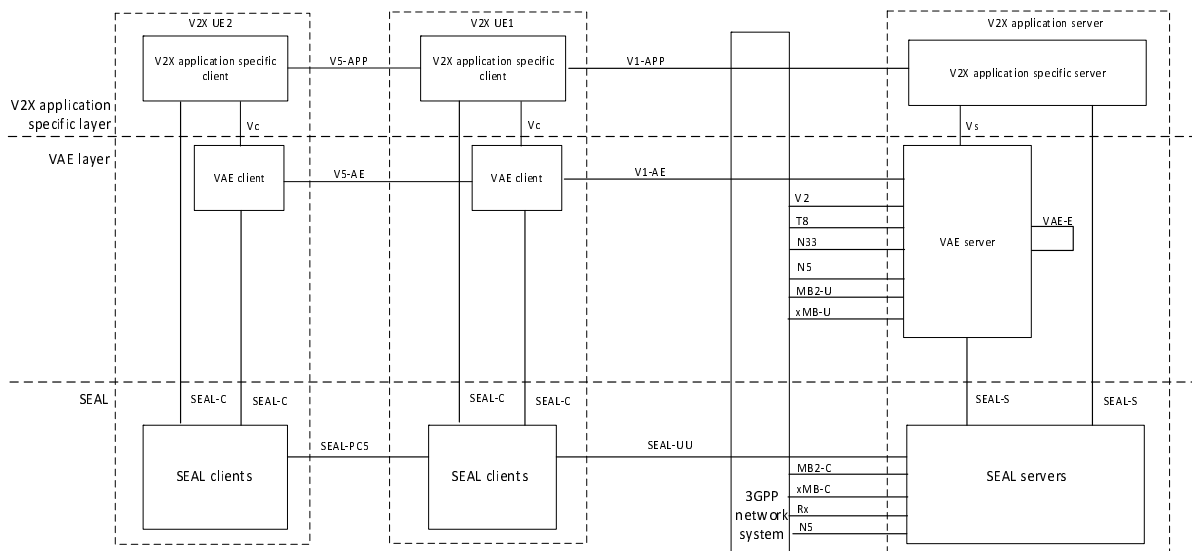 V2X UE2
V2X UE1
V2X application server
V2X application specific
client
V5-APP
V2X application specific
client
V1-APP
V2X application specific server
V2X application
specific layer
Vc
Vc
Vs
VAE layer
VAE client
V5-AE
VAE client
V1-AE
V2
T8
N33
N5
MB2-U
xMB-U
VAE server
VAE-E
SEAL
SEAL-C
SEAL-C
SEAL-C
SEAL-C
SEAL-S
SEAL-S
SEAL clients
SEAL-PC5
SEAL clients
SEAL-UU
3GPP
network
system
MB2-C
xMB-C
Rx
N5
SEAL servers